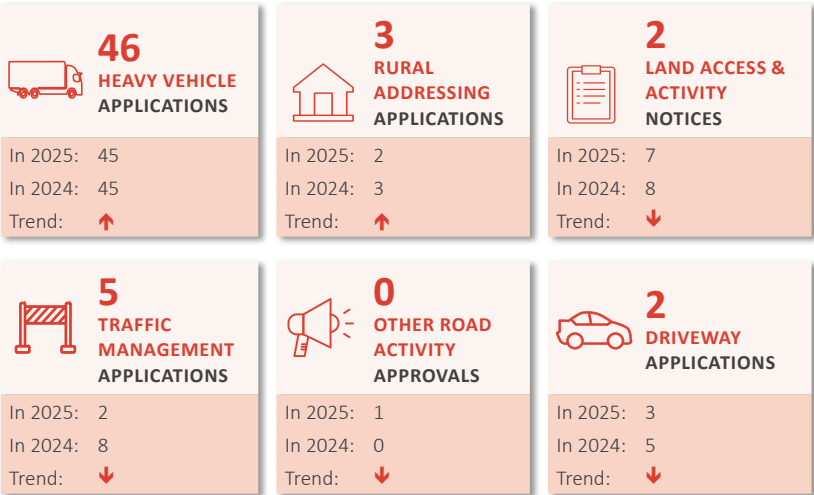 46
HEAVY VEHICLE
APPLICATIONS
In 2025: 45
In 2024: 45
Trend:
3
RURAL
ADDRESSING
APPLICATIONS
In 2025: 2
In 2024: 3
Trend:
2
LAND ACCESS &
ACTIVITY
NOTICES
In 2025: 7
In 2024: 8
Trend:
5
TRAFFIC
MANAGEMENT
APPLICATIONS
In 2025: 2
In 2024: 8
Trend:
0
OTHER ROAD
ACTIVITY
APPROVALS
In 2025: 1
In 2024: 0
Trend:
2
DRIVEWAY
APPLICATIONS
In 2025: 3
In 2024: 5
Trend: